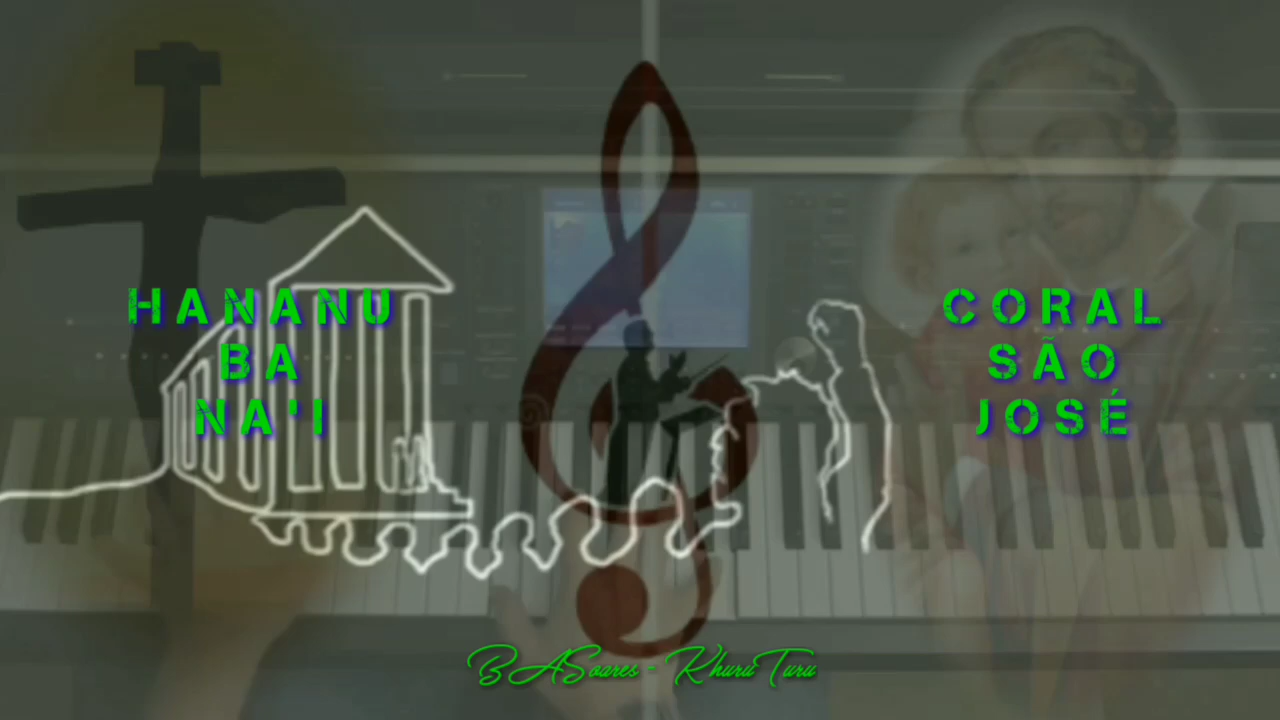 HANANU
BA
NA'I
CORAL
SÃO
JOSÉ
BASoares - KhuruTuru